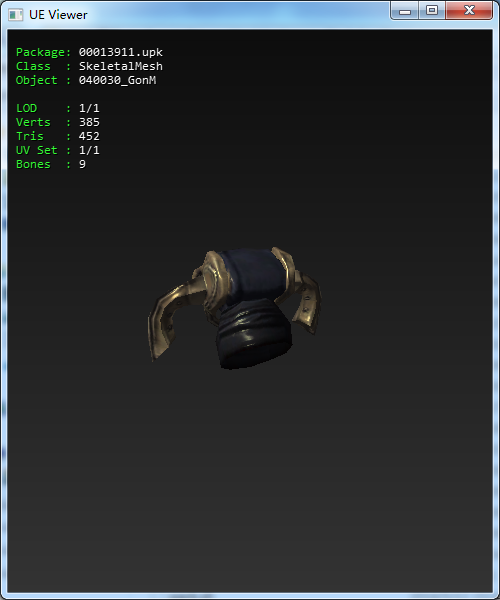 UE Viewer
Package: 00013911.upk
Class : SkeletalMesh
Object : 040030_GonM
LOD : 1/1
Verts : 385
Tris : 452
UV Set : 1/1
Bones : 9